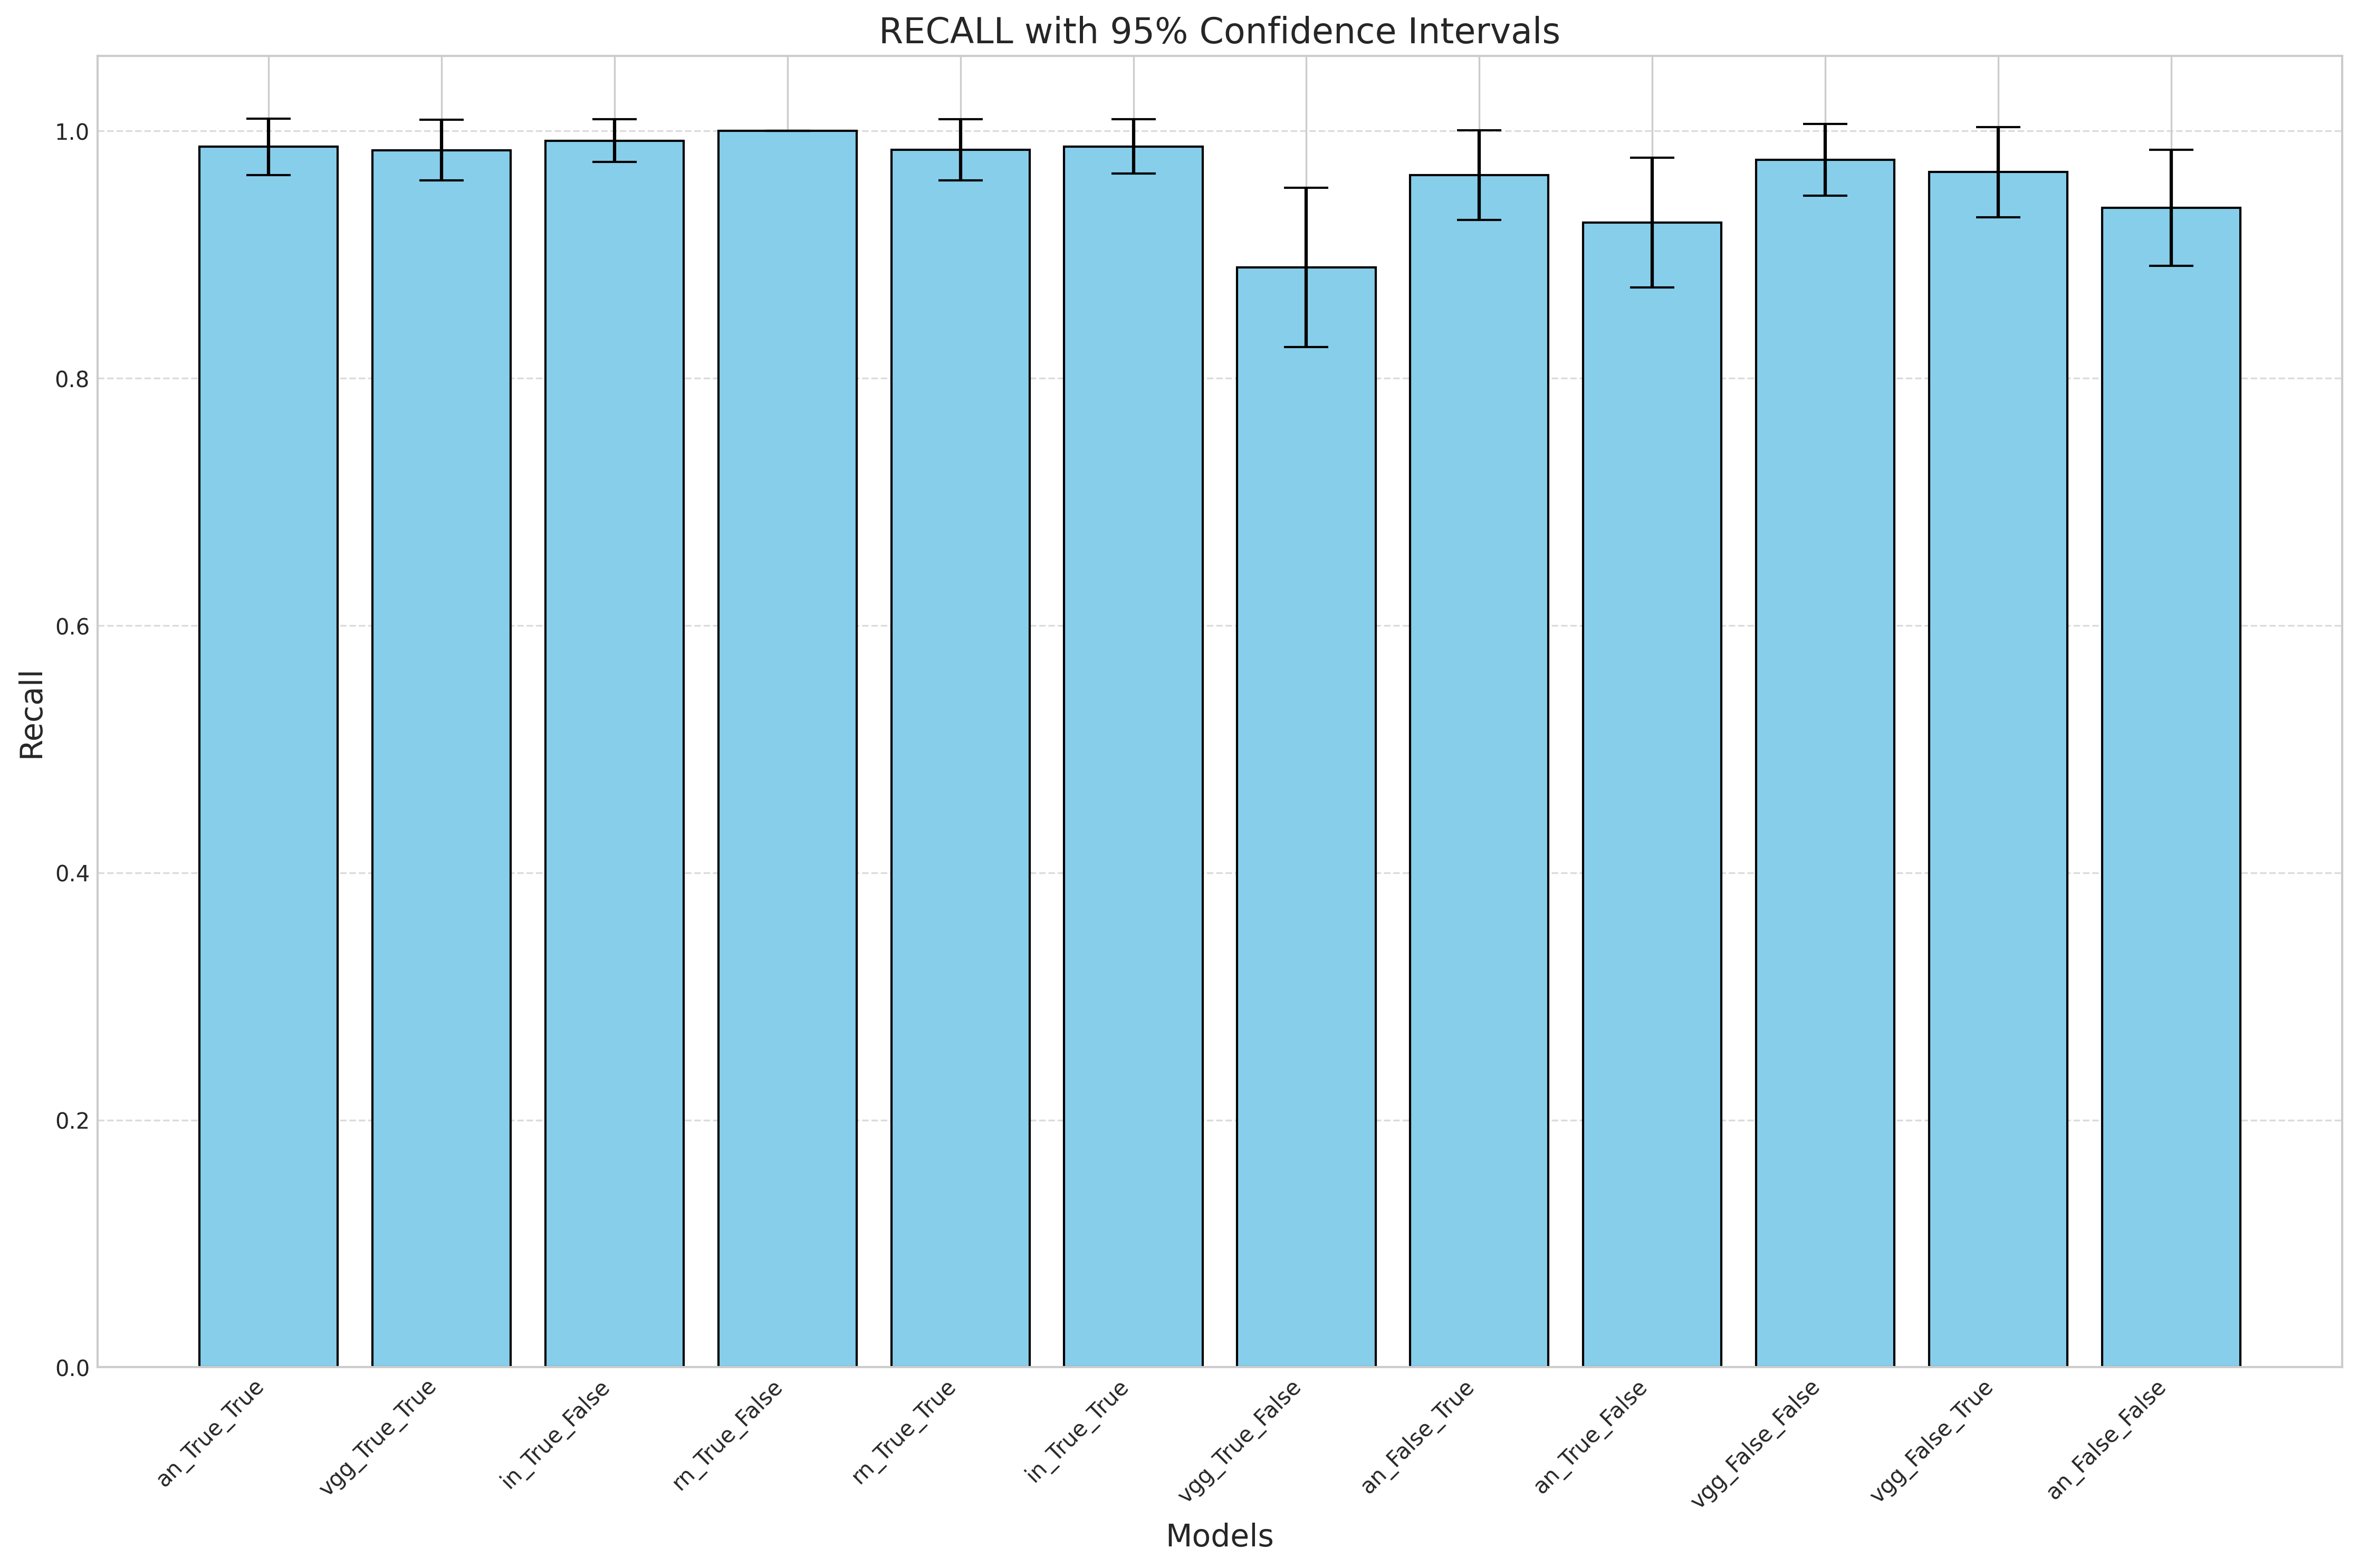 RECALL with 95% Confidence Intervals
Recall
1.0
0.8
0.6
0.4
0.2
0.0
an_True_True
vgg_True_True
in_True_False
rn_True_False
rn_True_True
in_True_True
vgg_True_False
an_False_True
an_True_False
vgg_False_False
vgg_False_True
an_False_False
Models